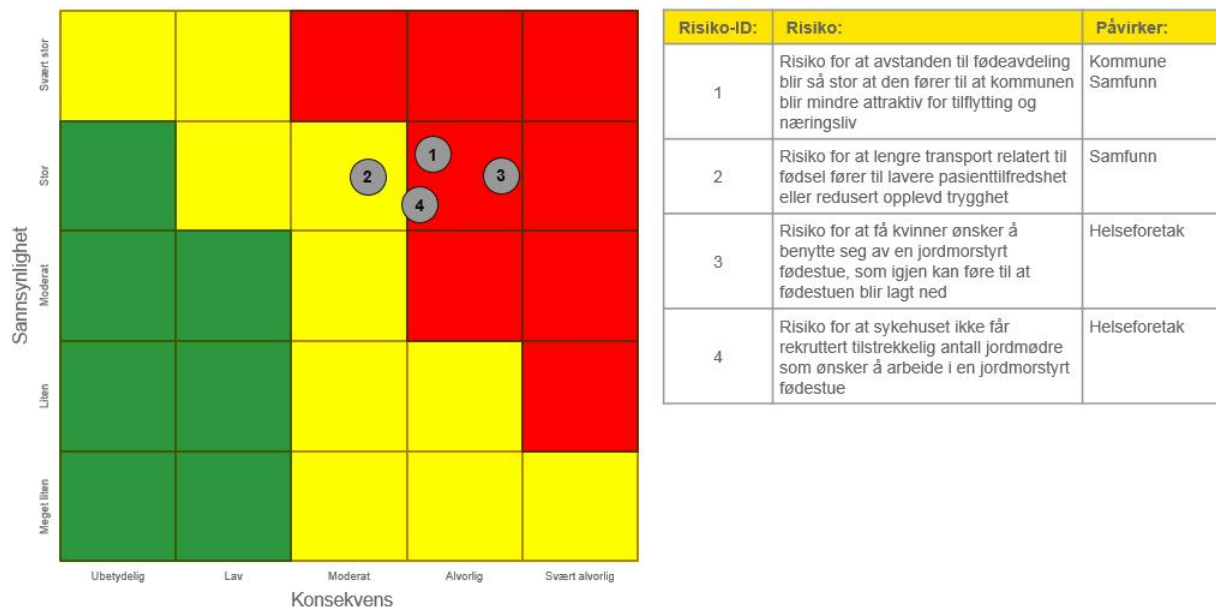 Sannsynlighet
Svært stor
Stor
Moderat
Liten
Meget liten
1
2
3
4
Ubetydelig
Lav
Moderat
Alvorlig
Svært alvorlig
Konsekvens
Risiko-ID: Risiko: Påvirker:
1
Risiko for at avstanden til fødeavdeling
blir så stor at den fører til at kommunen
blir mindre attraktiv for tilflytting og
næringsliv
Kommune
Samfunn
2
Risiko for at lengre transport relatert til
fødsel fører til lavere pasienttilfredshet
eller redusert opplevd trygghet
Samfunn
3
Risiko for at få kvinner ønsker å
benytte seg av en jordmorstyrt
fødestue, som igjen kan føre til at
fødestuen blir lagt ned
Helseforetak
4
Risiko for at sykehuset ikke får
rekruttert tilstrekkelig antall jordmødre
som ønsker å arbeide i en jordmorstyrt
fødestue
Helseforetak